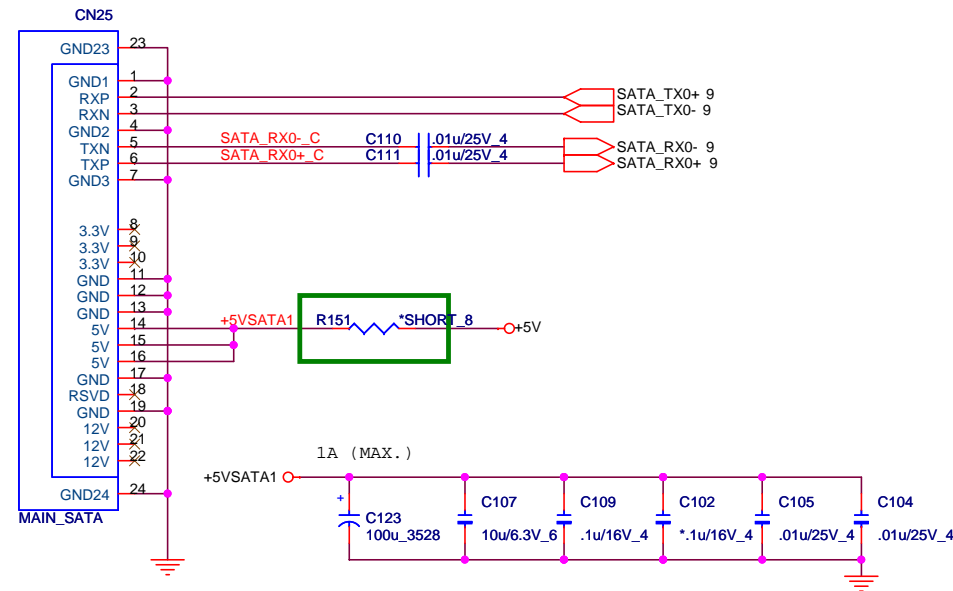 CN25
GND23 23
GND1 1
RXP 2
RXN 3
GND2 4
TXN 5
TXP 6
GND3 7
SATA_TX0+ 9
SATA_TX0- 9
SATA_RX0-_C C110 .01u/25V_4 SATA_RX0- 9
SATA_RX0+_C C111 .01u/25V_4 SATA_RX0+ 9
3.3V 8
3.3V 9
3.3V 10
GND 11
GND 12
GND 13
5V 14
5V 15
5V 16
GND 17
RSVD 18
GND 19
12V 20
12V 21
12V 22
GND24 24
MAIN_SATA
+5VSATA1 R151 *SHORT_8 +5V
1A (MAX.)
+5VSATA1
+
C123
100u_3528
C107
10u/6.3V_6
C109
.1u/16V_4
C102
*.1u/16V_4
C105
.01u/25V_4
C104
.01u/25V_4